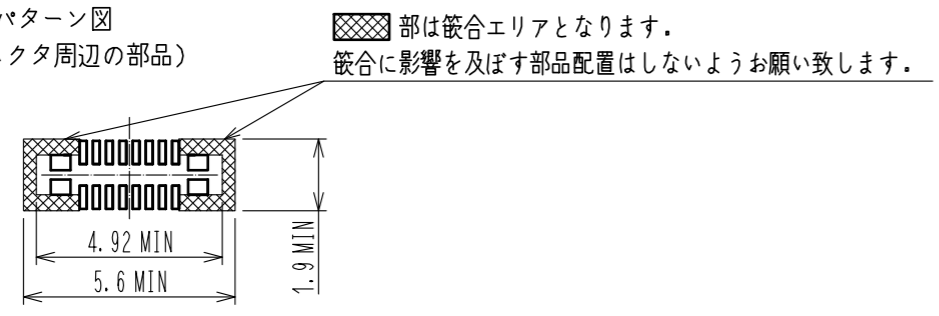 パターン図
クタ周辺の部品)
部は篏合エリアとなります.
篏合に影響を及ぼす部品配置はしないようお願い致します.
4.92 MIN
5.6 MIN
1.9 MIN